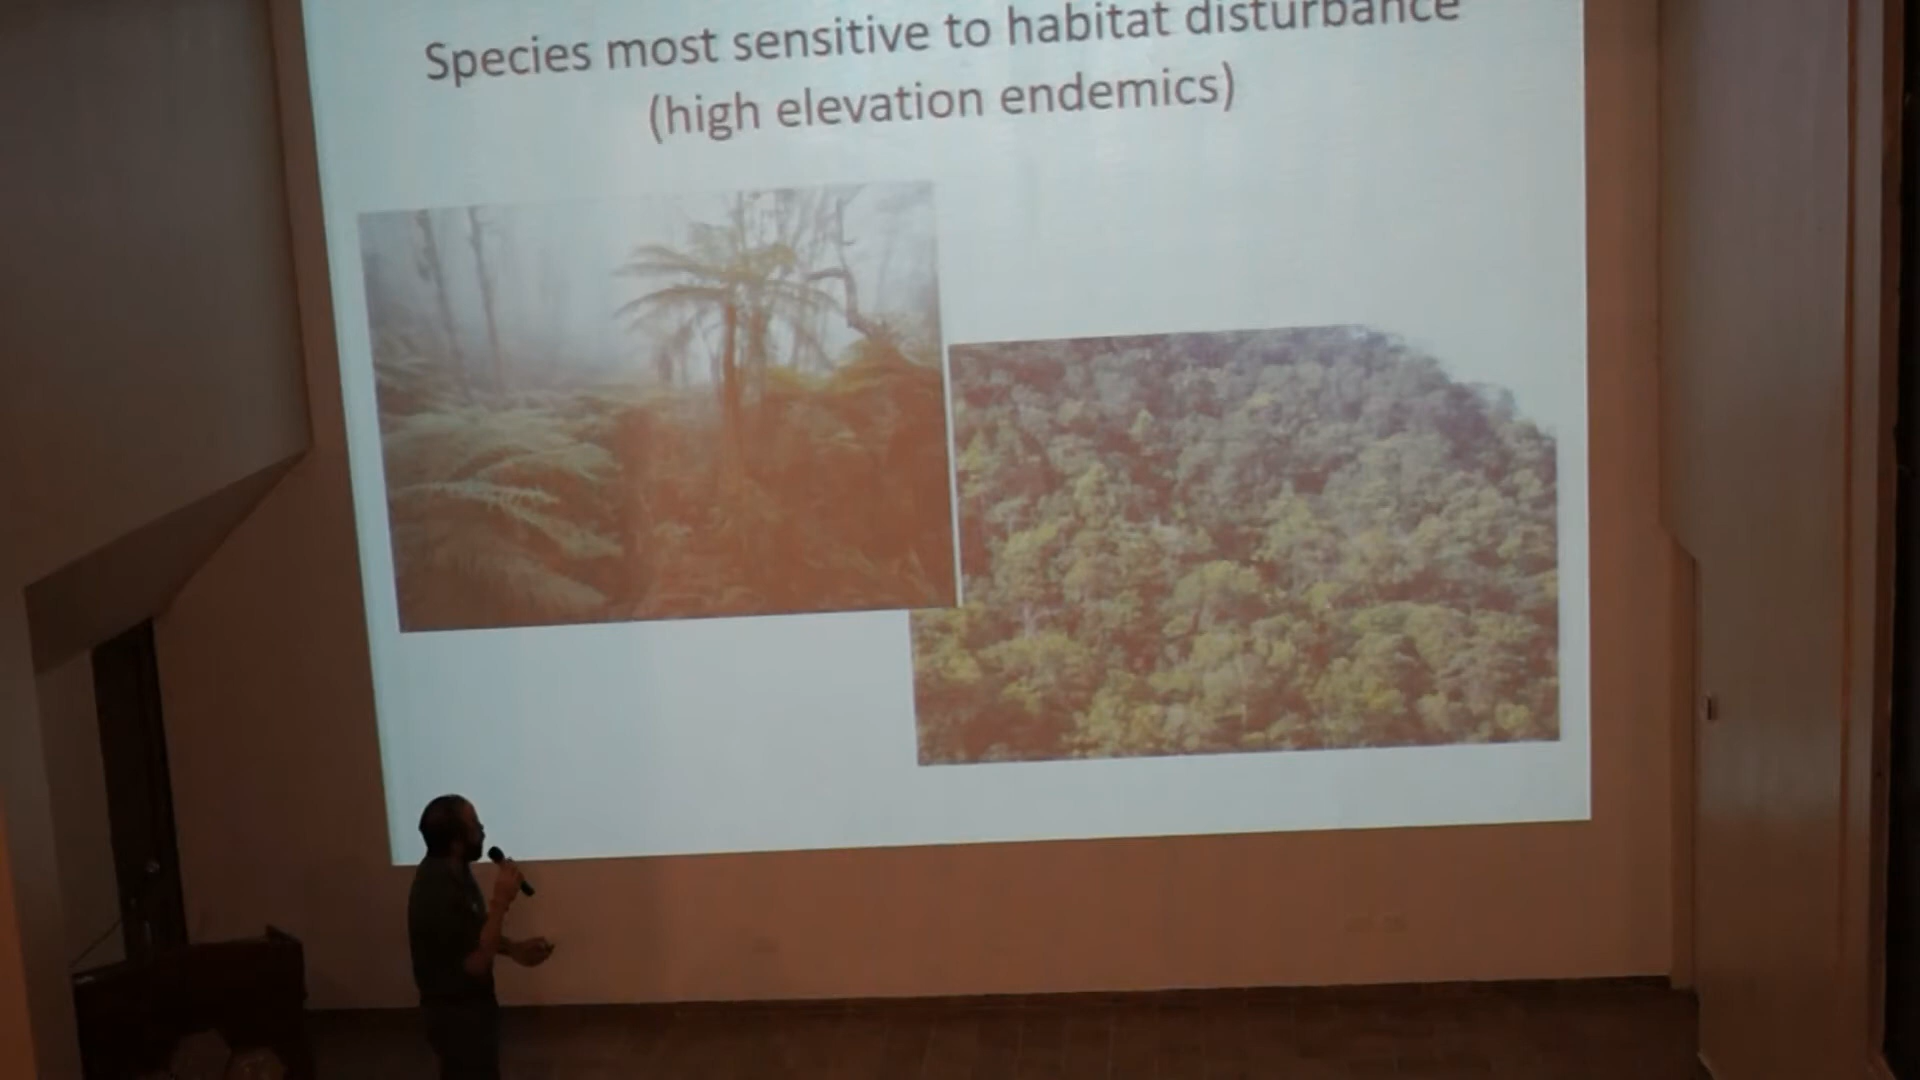 Species most sensitive to habitat disturbance
(high elevation endemics)